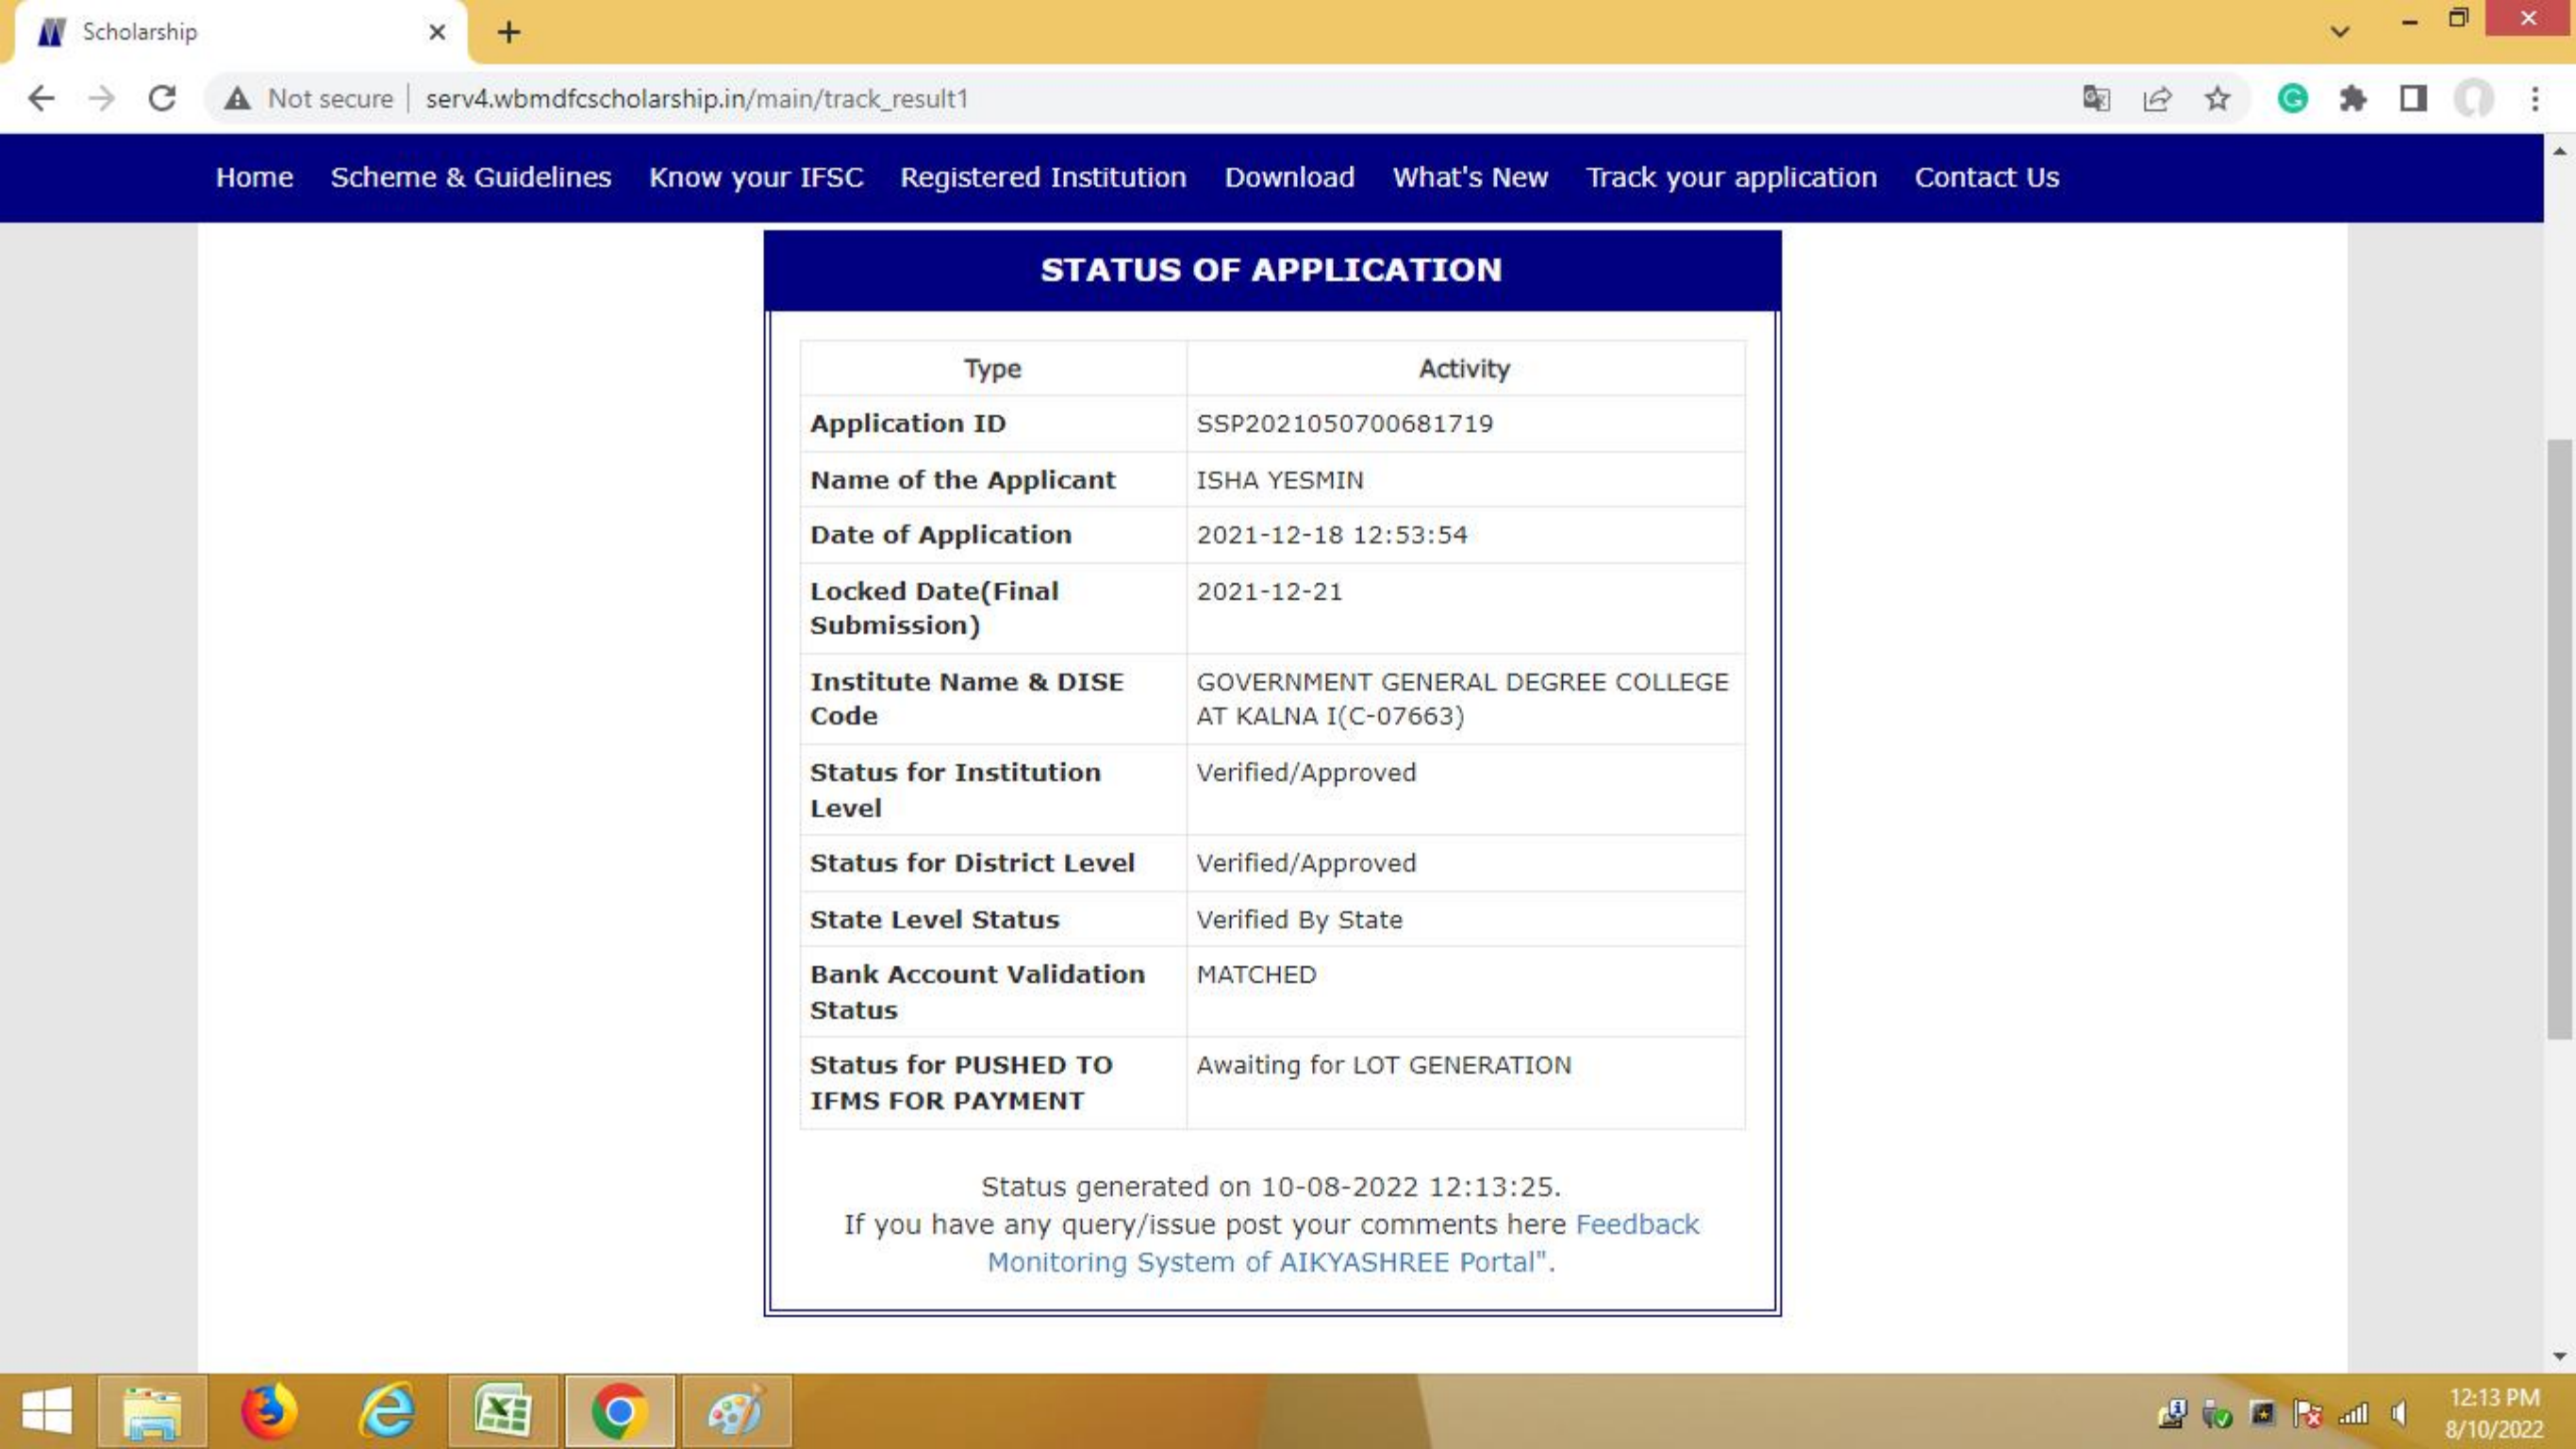 Scholarship
Not secure serv4.wbmdfcscholarship.in/main/track_result1
Home Scheme & Guidelines Know your IFSC Registered Institution Download What's New Track your application Contact Us
STATUS OF APPLICATION
Type Activity
Application ID SSP2021050700681719
Name of the Applicant ISHA YESMIN
Date of Application 2021-12-18 12:53:54
Locked Date(Final 2021-12-21
Submission)
Institute Name & DISE GOVERNMENT GENERAL DEGREE COLLEGE
Code AT KALNA I(C-07663)
Status for Institution Verified/Approved
Level
Status for District Level Verified/Approved
State Level Status Verified By State
Bank Account Validation MATCHED
Status
Status for PUSHED TO Awaiting for LOT GENERATION
IFMS FOR PAYMENT
Status generated on 10-08-2022 12:13:25.
If you have any query/issue post your comments here Feedback
Monitoring System of AIKYASHREE Portal".
12:13 PM
8/10/2022